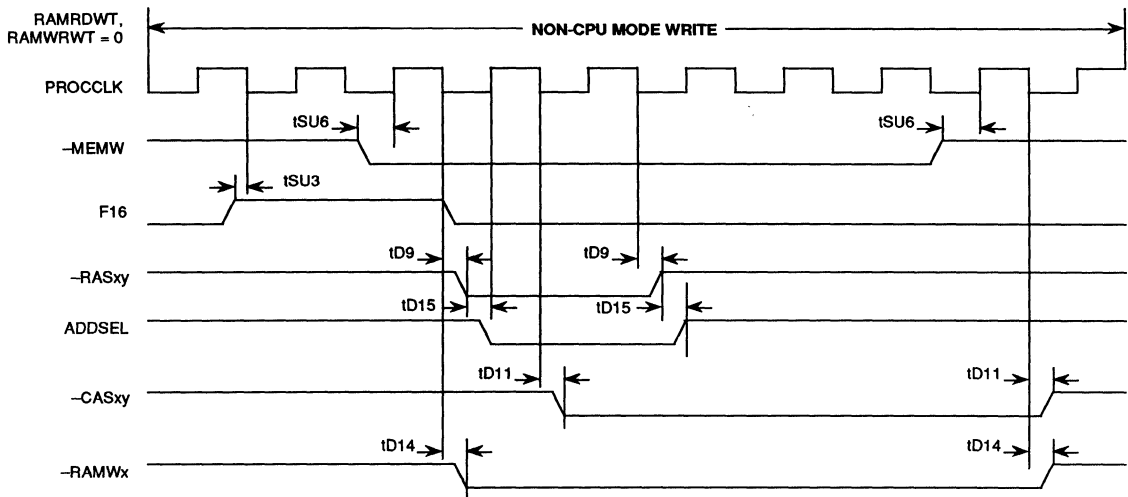 RAMRDWT,
RAMWRWT = 0
NON-CPU MODE WRITE
PROCCLK
tSU6
tSU6
–MEMW
tSU3
F16
tD9
tD9
–RASxy
tD15
tD15
ADDSEL
tD11
tD11
–CASxy
tD14
tD14
–RAMWx